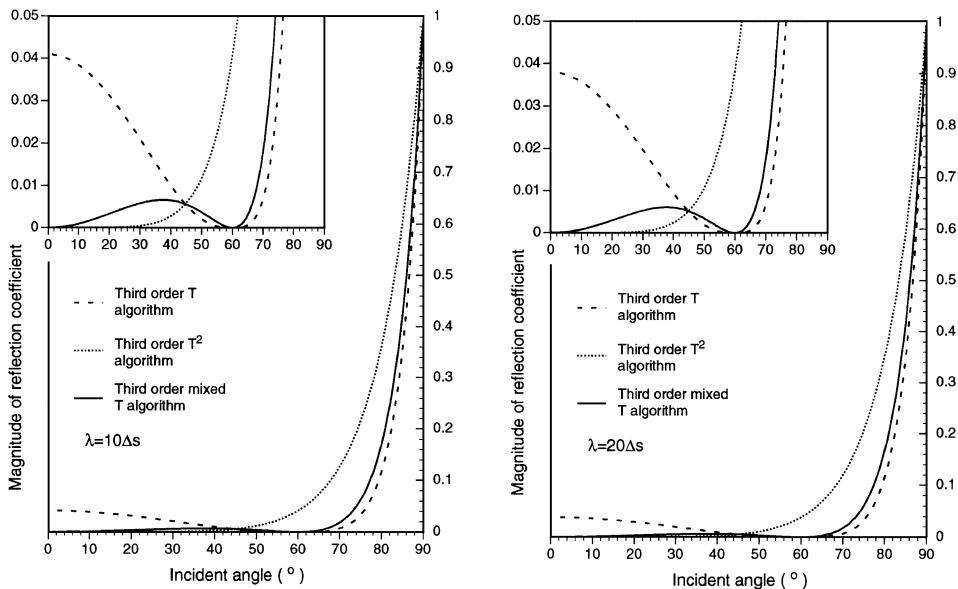 0.05
0.04
0.03
0.02
0.01
0
0 10 20 30 40 50 60 70 80 90
1
0.9
0.8
0.7
0.6
0.5
0.4
0.3
0.2
0.1
0
Magnitude of reflection coefficient
Third order T
algorithm
Third order T²
algorithm
Third order mixed
T algorithm
λ=10Δs
0 10 20 30 40 50 60 70 80 90
Incident angle ( ° )
0.05
0.04
0.03
0.02
0.01
0
0 10 20 30 40 50 60 70 80 90
1
0.9
0.8
0.7
0.6
0.5
0.4
0.3
0.2
0.1
0
Magnitude of reflection coefficient
Third order T
algorithm
Third order T²
algorithm
Third order mixed
T algorithm
λ=20Δs
0 10 20 30 40 50 60 70 80 90
Incident angle ( ° )